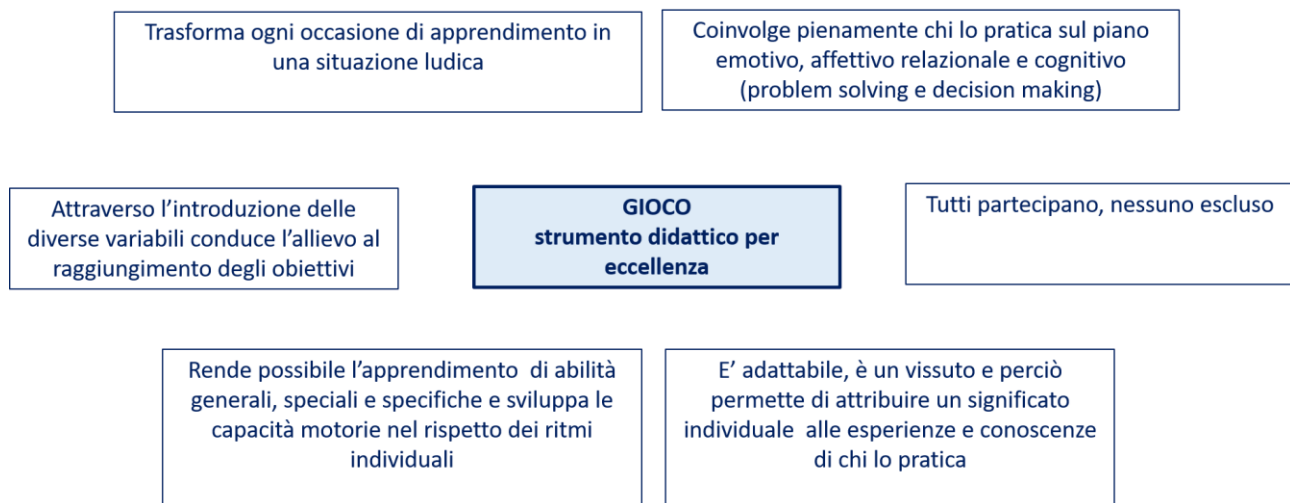 Trasforma ogni occasione di apprendimento in
una situazione ludica
Coinvolge pienamente chi lo pratica sul piano
emotivo, affettivo relazionale e cognitivo
(problem solving e decision making)
Attraverso l'introduzione delle
diverse variabili conduce l'allievo al
raggiungimento degli obiettivi
GIOCO
strumento didattico per
eccellenza
Tutti partecipano, nessuno escluso
Rende possibile l'apprendimento di abilità
generali, speciali e specifiche e sviluppa le
capacità motorie nel rispetto dei ritmi
individuali
E' adattabile, è un vissuto e perciò
permette di attribuire un significato
individuale alle esperienze e conoscenze
di chi lo pratica